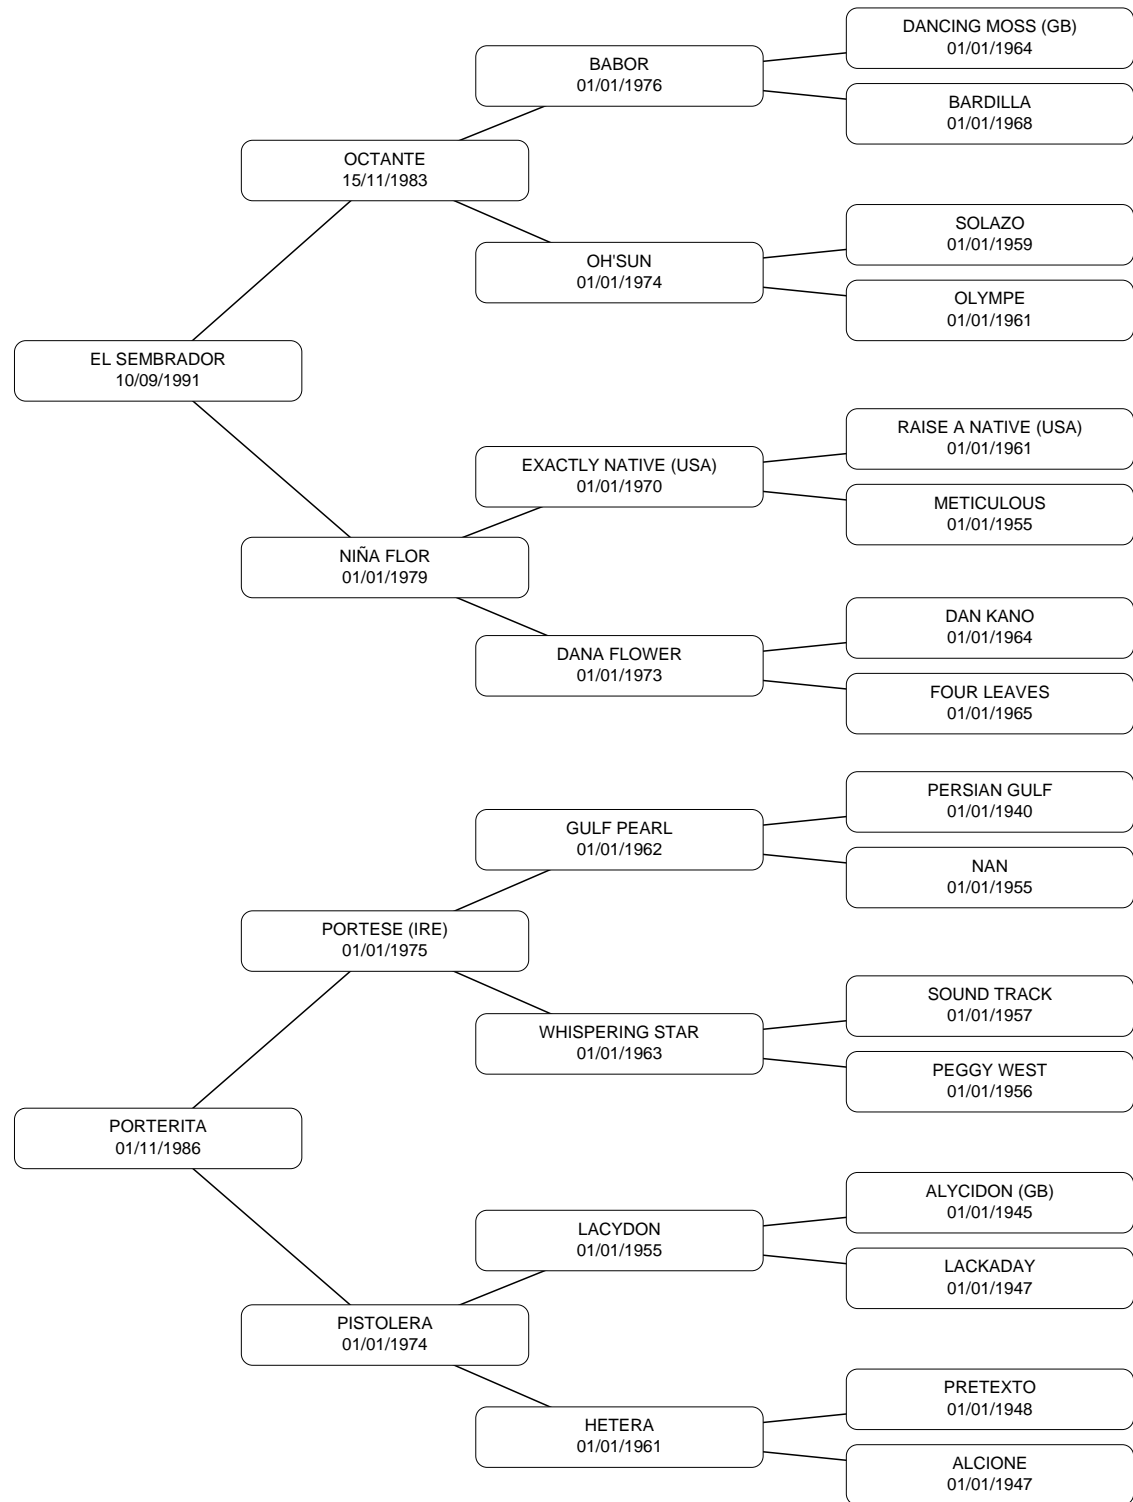 DANCING MOSS (GB)
01/01/1964
BABOR
01/01/1976
BARDILLA
01/01/1968
OCTANTE
15/11/1983
SOLAZO
01/01/1959
OH'SUN
01/01/1974
OLYMPE
01/01/1961
EL SEMBRADOR
10/09/1991
RAISE A NATIVE (USA)
01/01/1961
EXACTLY NATIVE (USA)
01/01/1970
METICULOUS
01/01/1955
NIÑA FLOR
01/01/1979
DAN KANO
01/01/1964
DANA FLOWER
01/01/1973
FOUR LEAVES
01/01/1965
PERSIAN GULF
01/01/1940
GULF PEARL
01/01/1962
NAN
01/01/1955
PORTESE (IRE)
01/01/1975
SOUND TRACK
01/01/1957
WHISPERING STAR
01/01/1963
PEGGY WEST
01/01/1956
PORTERITA
01/11/1986
ALYCIDON (GB)
01/01/1945
LACYDON
01/01/1955
LACKADAY
01/01/1947
PISTOLERA
01/01/1974
PRETEXTO
01/01/1948
HETERA
01/01/1961
ALCIONE
01/01/1947